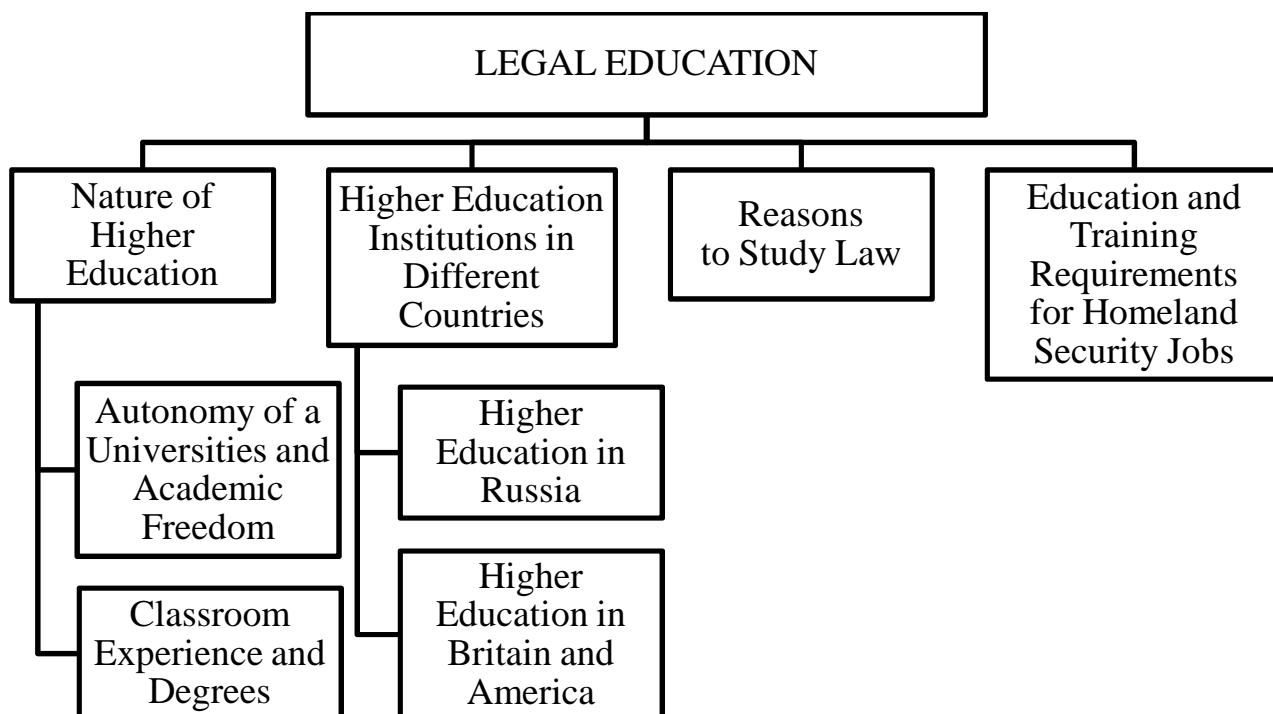 LEGAL EDUCATION
Nature of
Higher
Education
Higher Education
Institutions in
Different
Countries
Reasons
to Study Law
Education and
Training
Requirements
for Homeland
Security Jobs
Autonomy of a
Universities and
Academic
Freedom
Classroom
Experience and
Degrees
Higher
Education in
Russia
Higher
Education in
Britain and
America